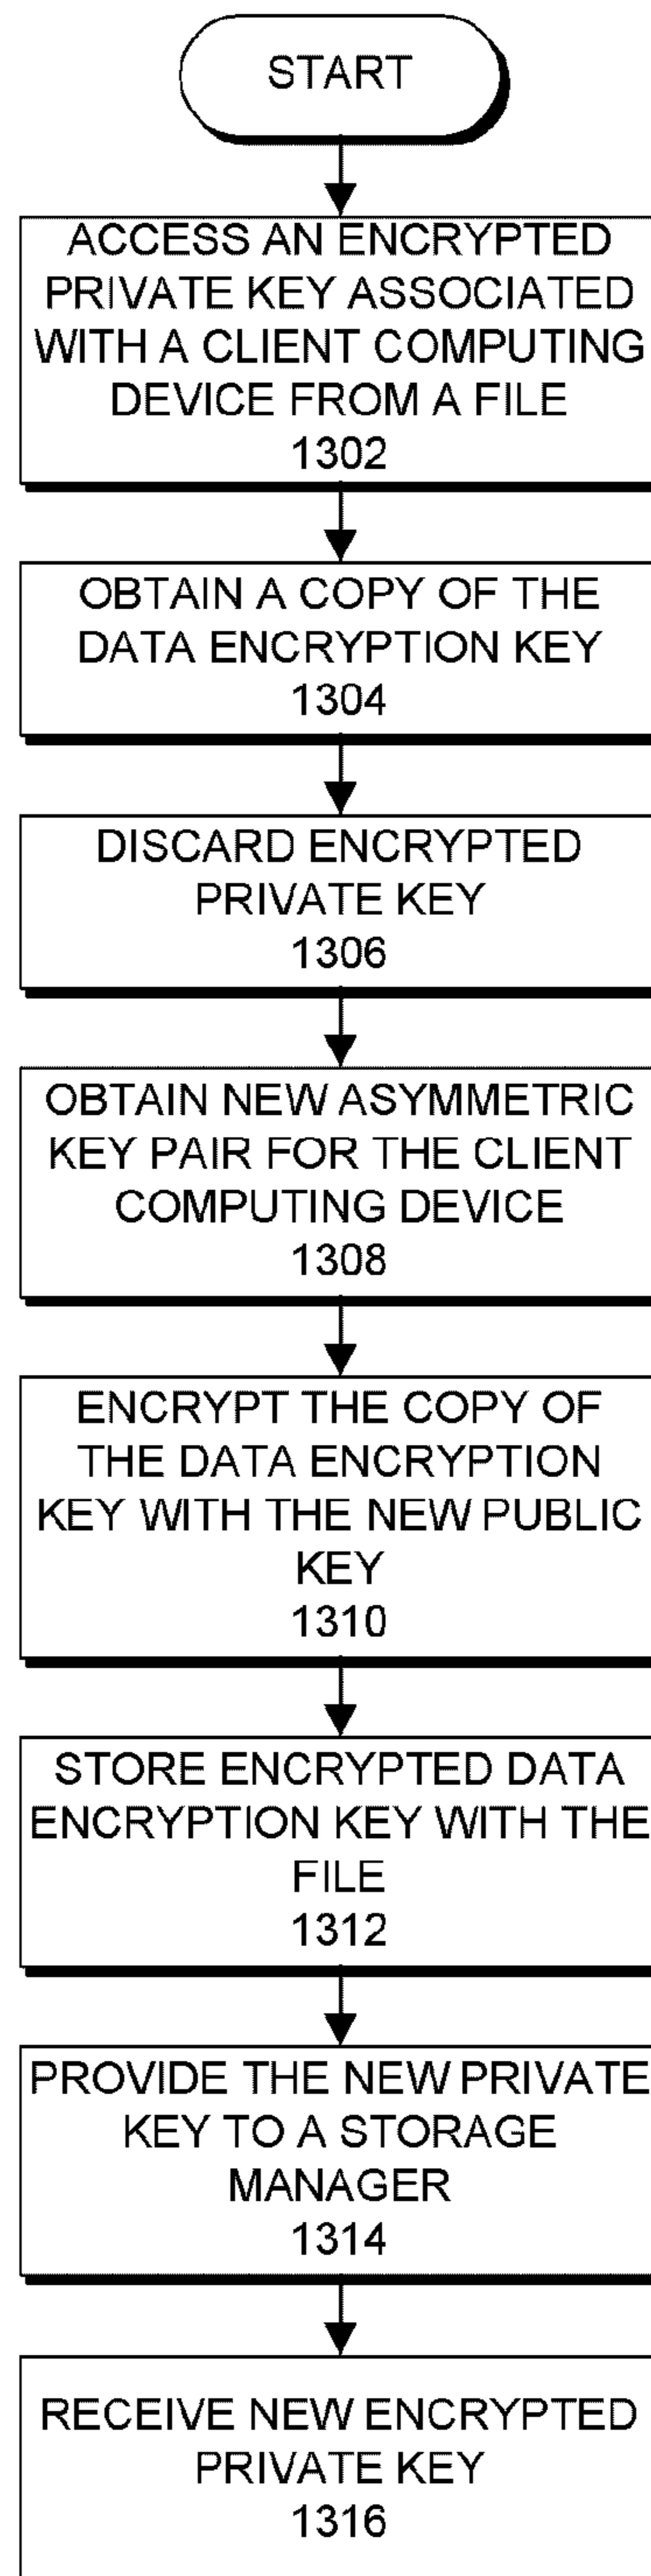 START
ACCESS AN ENCRYPTED
PRIVATE KEY ASSOCIATED
WITH A CLIENT COMPUTING
DEVICE FROM A FILE
1302
OBTAIN A COPY OF THE
DATA ENCRYPTION KEY
1304
DISCARD ENCRYPTED
PRIVATE KEY
1306
OBTAIN NEW ASYMMETRIC
KEY PAIR FOR THE CLIENT
COMPUTING DEVICE
1308
ENCRYPT THE COPY OF
THE DATA ENCRYPTION
KEY WITH THE NEW PUBLIC
KEY
1310
STORE ENCRYPTED DATA
ENCRYPTION KEY WITH THE
FILE
1312
PROVIDE THE NEW PRIVATE
KEY TO A STORAGE
MANAGER
1314
RECEIVE NEW ENCRYPTED
PRIVATE KEY
1316